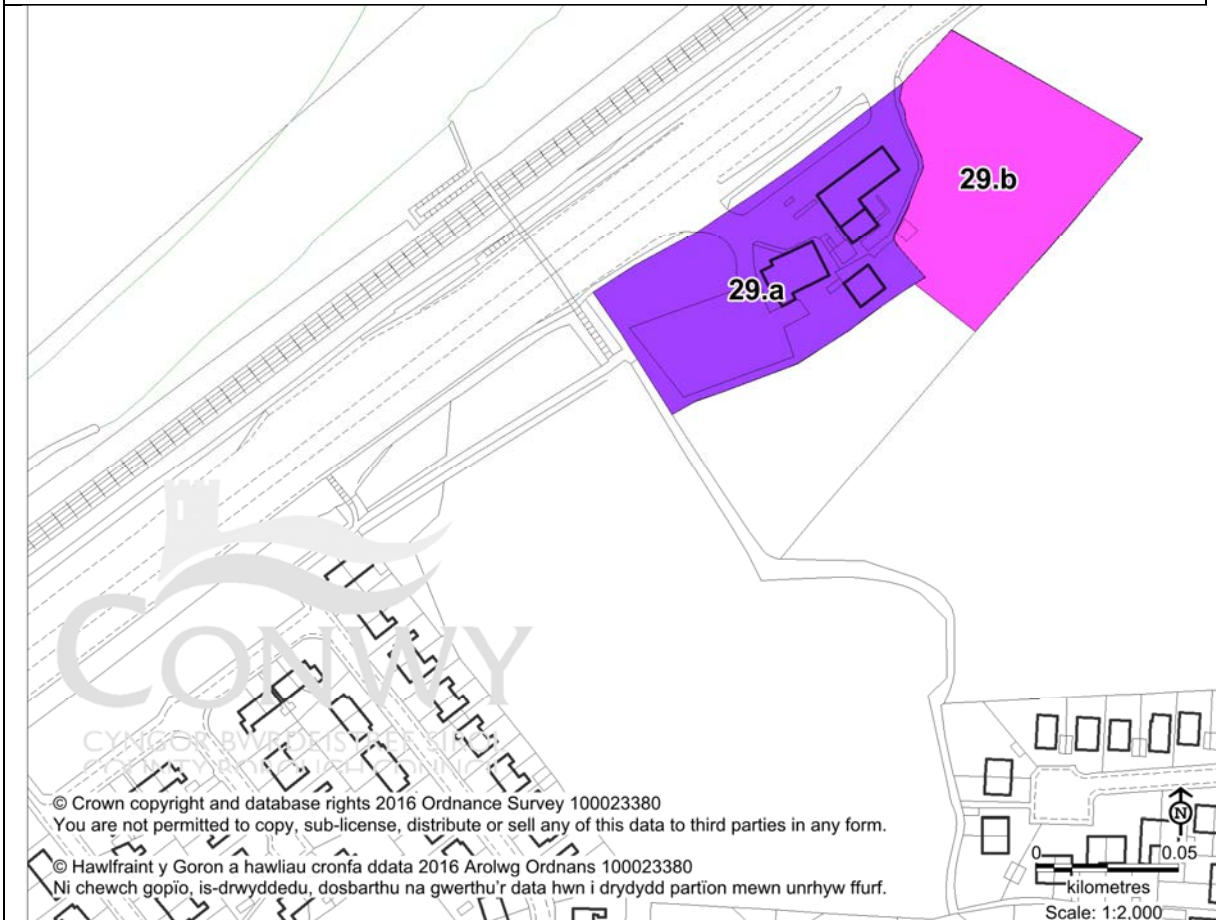 29.b
29.a
CONWY
CYNGOR BWRDEISTREF SIROL
COUNTY BOROUGH COUNCIL
© Crown copyright and database rights 2016 Ordnance Survey 100023380
You are not permitted to copy, sub-license, distribute or sell any of this data to third parties in any form.
© Hawlfraint y Goron a hawliau cronfa ddata 2016 Arolwg Ordnans 100023380
Ni chewch gopïo, is-drwyddedu, dosbarthu na gwerthu'r data hwn i drydydd partïon mewn unrhyw ffurf.
N
0 0.05
kilometres
Scale: 1:2,000